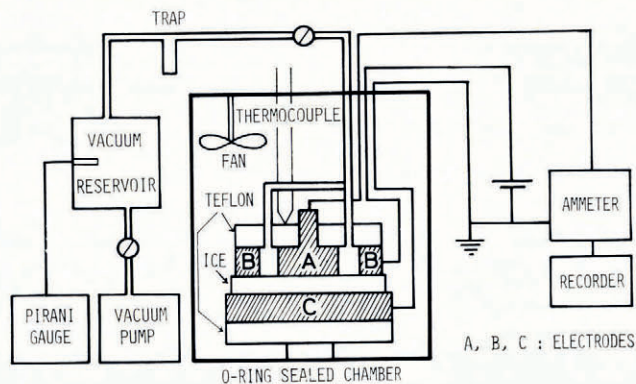 TRAP
THERMOCOUPLE
FAN
VACUUM
RESERVOIR
TEFLON
ICE
B
A
B
C
AMMETER
RECORDER
PIRANI
GAUGE
VACUUM
PUMP
A, B, C : ELECTRODES
O-RING SEALED CHAMBER